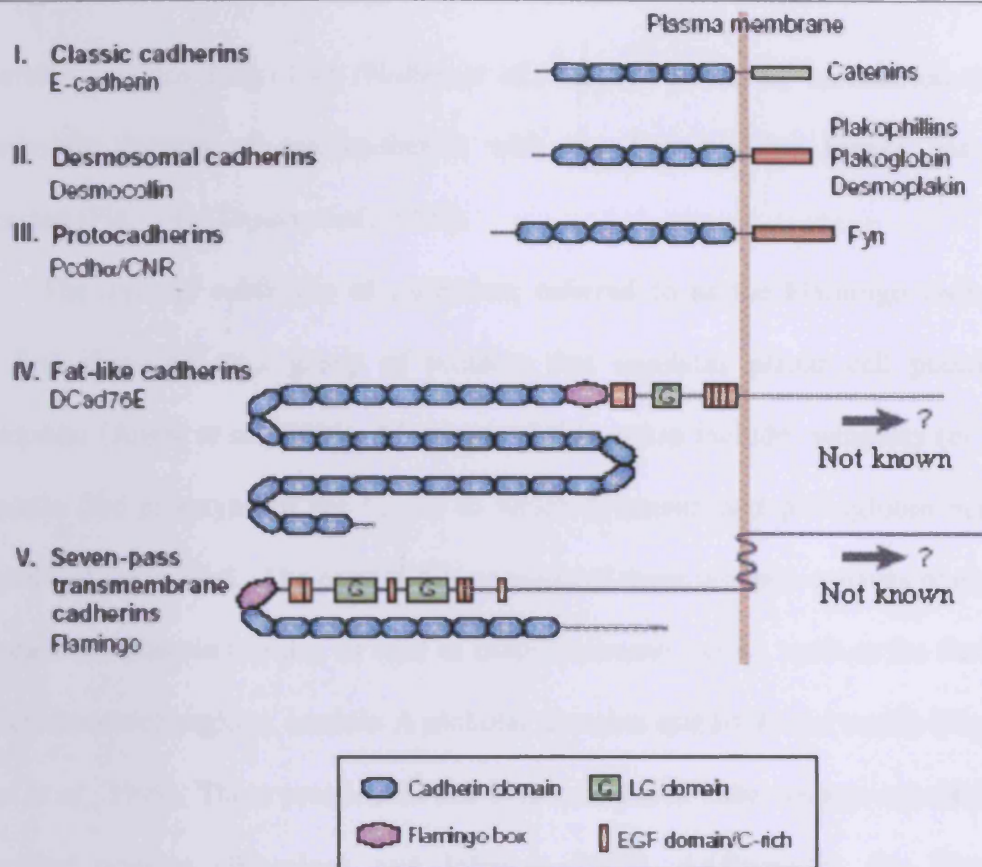 Plasma membrane
I. Classic cadherins
E-cadherin
Catenins
II. Desmosomal cadherins
Desmocollin
Plakophillins
Plakoglobin
Desmoplakin
III. Protocadherins
Pcdhα/CNR
Fyn
IV. Fat-like cadherins
DCad76E
G
?
Not known
V. Seven-pass
transmembrane
cadherins
Flamingo
G G
?
Not known
Cadherin domain
G LG domain
Flamingo box
EGF domain/C-rich